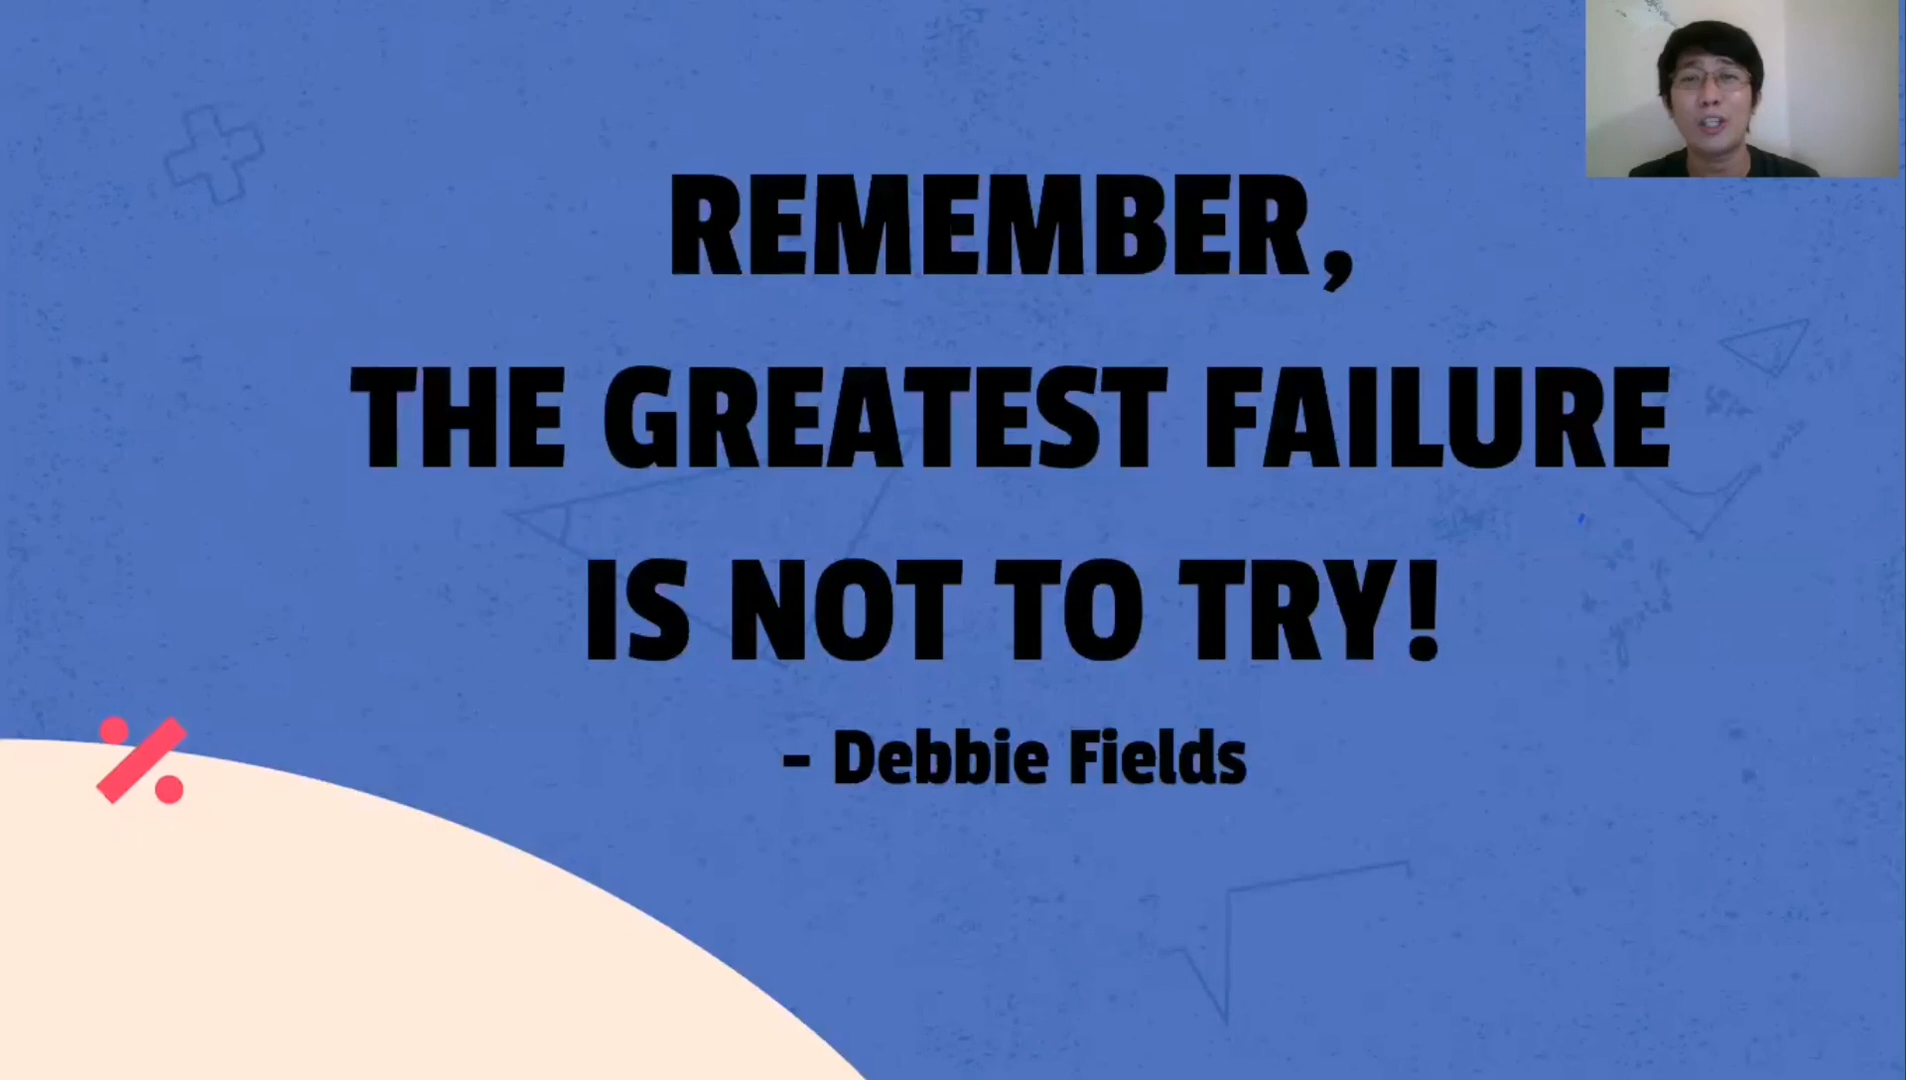 REMEMBER,
THE GREATEST FAILURE
IS NOT TO TRY!
- Debbie Fields